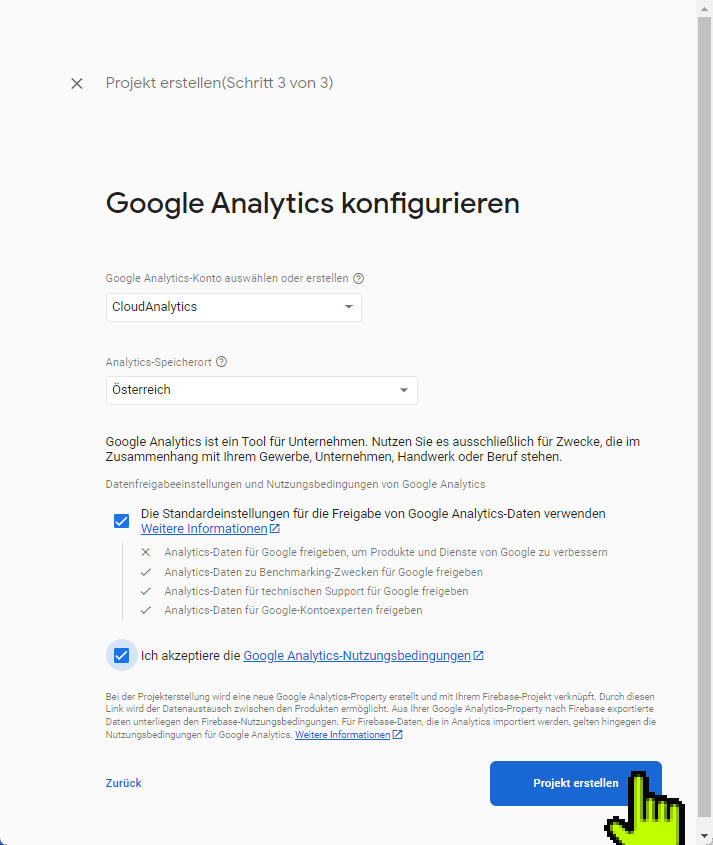 Projekt erstellen(Schritt 3 von 3)
Google Analytics konfigurieren
Google Analytics-Konto auswählen oder erstellen
CloudAnalytics
Analytics-Speicherort
Österreich
Google Analytics ist ein Tool für Unternehmen. Nutzen Sie es ausschließlich für Zwecke, die im
Zusammenhang mit Ihrem Gewerbe, Unternehmen, Handwerk oder Beruf stehen.
Datenfreigabeeinstellungen und Nutzungsbedingungen von Google Analytics
Die Standardeinstellungen für die Freigabe von Google Analytics-Daten verwenden
Weitere Informationen
Analytics-Daten für Google freigeben, um Produkte und Dienste von Google zu verbessern
Analytics-Daten zu Benchmarking-Zwecken für Google freigeben
Analytics-Daten für technischen Support für Google freigeben
Analytics-Daten für Google-Kontoexperten freigeben
Ich akzeptiere die Google Analytics-Nutzungsbedingungen
Bei der Projekterstellung wird eine neue Google Analytics-Property erstellt und mit Ihrem Firebase-Projekt verknüpft. Durch diesen
Link wird der Datenaustausch zwischen den Produkten ermöglicht. Aus Ihrer Google Analytics-Property nach Firebase exportierte
Daten unterliegen den Firebase-Nutzungsbedingungen. Für Firebase-Daten, die in Analytics importiert werden, gelten hingegen die
Nutzungsbedingungen für Google Analytics. Weitere Informationen
Zurück
Projekt erstellen